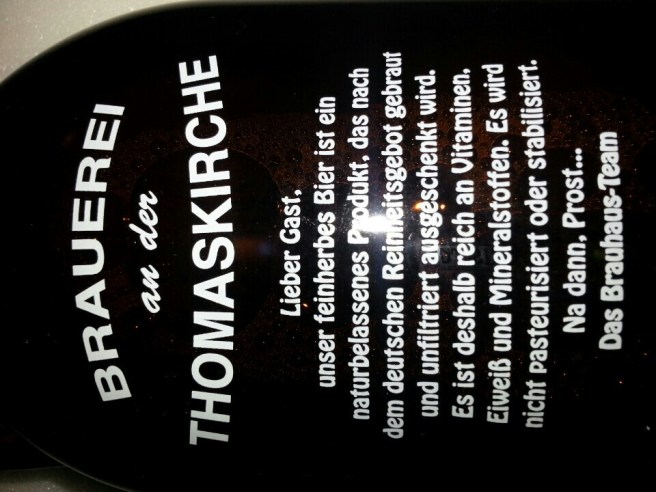 BRAUEREI
an der
THOMASKIRCHE
Lieber Gast,
unser feinherbes Bier ist ein
naturbelassenes Produkt, das nach
dem deutschen Reinheitsgebot gebraut
und unfiltriert ausgeschenkt wird.
Es ist deshalb reich an Vitaminen,
Eiweiß und Mineralstoffen. Es wird
nicht pasteurisiert oder stabilisiert.
Na dann, Prost...
Das Brauhaus-Team